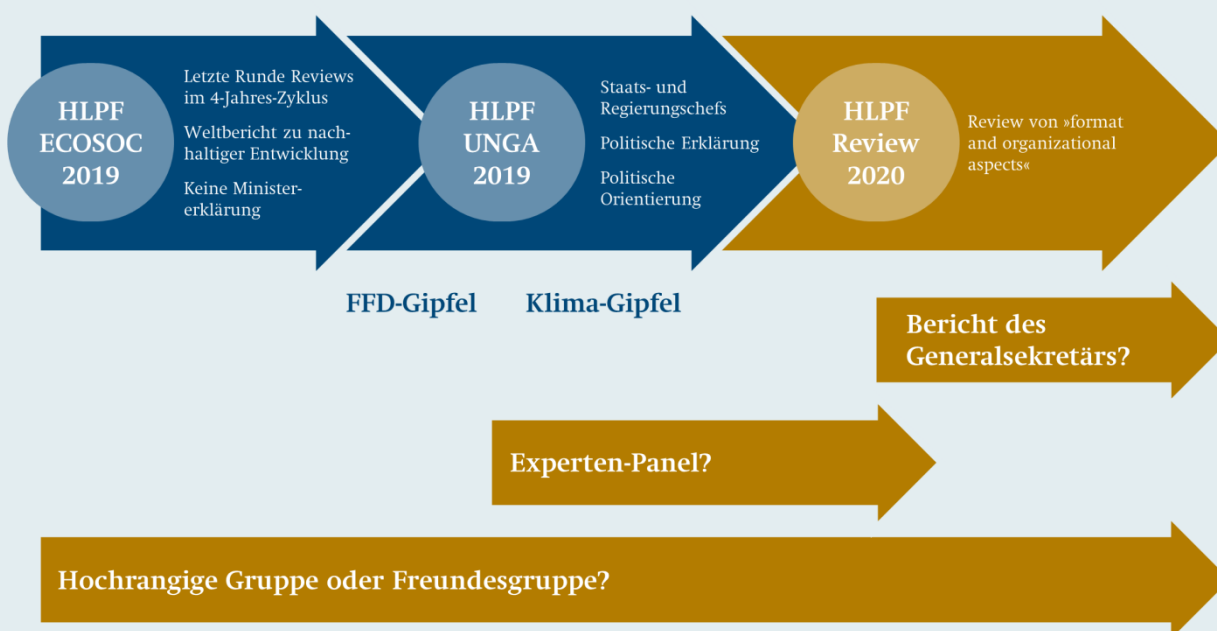 HLPF
ECOSOC
2019
Letzte Runde Reviews
im 4-Jahres-Zyklus
Weltbericht zu nach-
haltiger Entwicklung
Keine Minister-
erklärung
HLPF
UNGA
2019
Staats- und
Regierungschefs
Politische Erklärung
Politische
Orientierung
HLPF
Review
2020
Review von »format
and organizational
aspects«
FFD-Gipfel
Klima-Gipfel
Bericht des
Generalsekretärs?
Experten-Panel?
Hochrangige Gruppe oder Freundesgruppe?